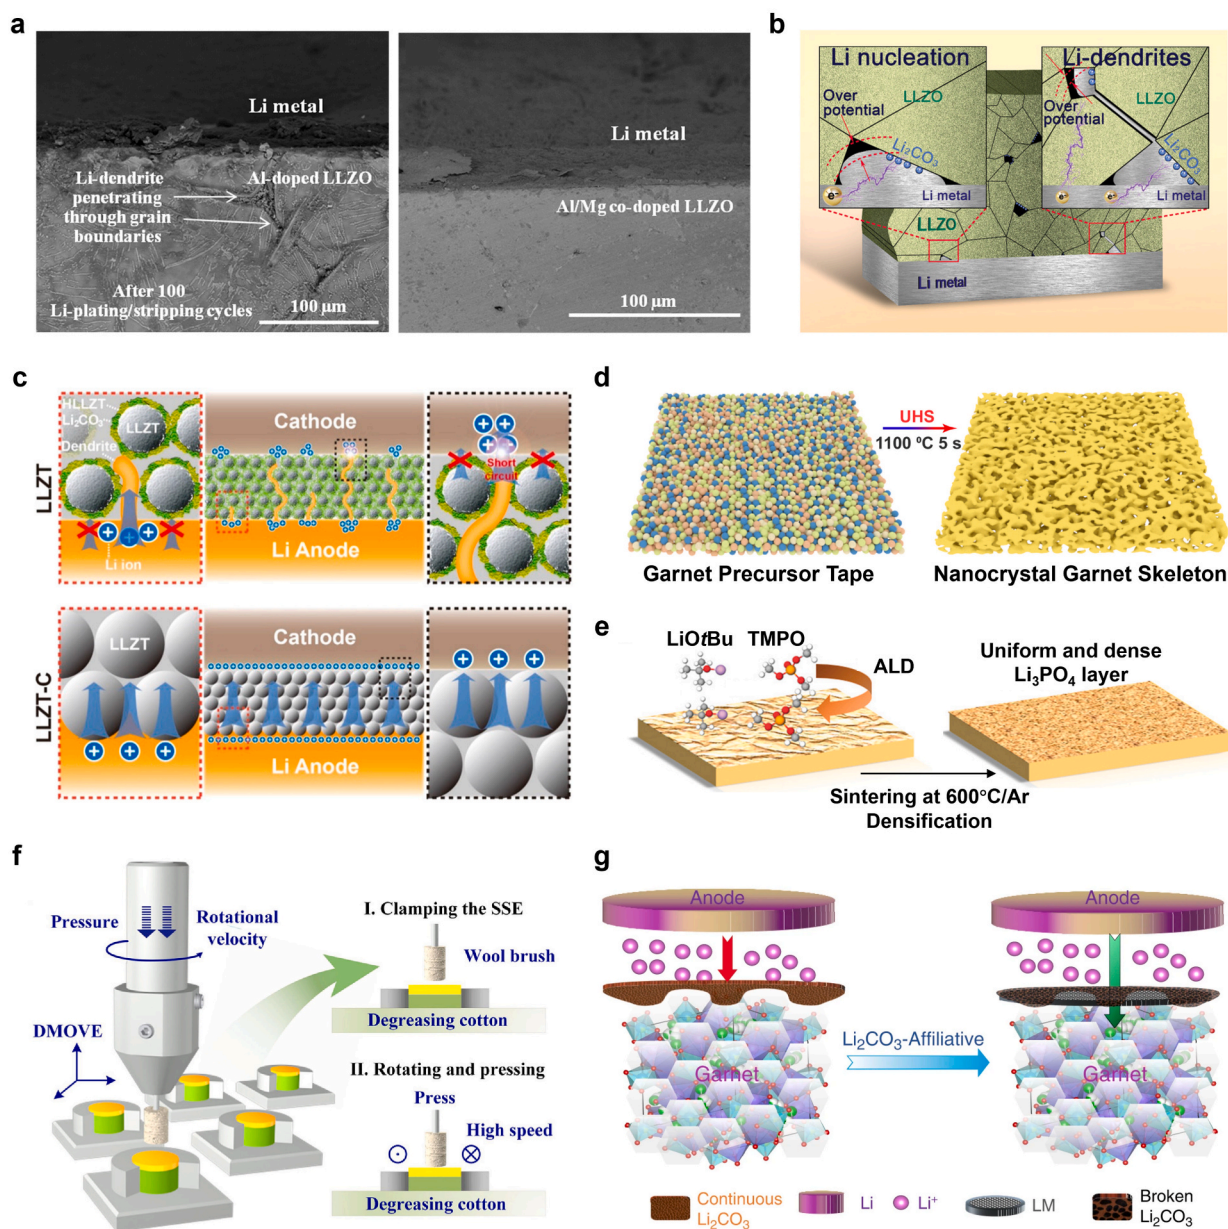 a
Li metal
Al-doped LLZO
Li-dendrite
penetrating
through grain
boundaries
After 100
Li-plating/stripping cycles
100 µm
Li metal
Al/Mg co-doped LLZO
100 µm
b
Li nucleation
LLZO
Over
potential
Li₂CO₃
e⁻
Li metal
Li-dendrites
Over
potential
LLZO
Li₂CO₃
e⁻
e⁻
Li metal
LLZO
Li metal
c
LLZT
HLLZT
Li₂CO₃
LLZT
Dendrite
Li ion
Cathode
Li Anode
Short
circuit
LLZT-C
LLZT
Cathode
Li Anode
d
UHS
1100 ºC 5 s
Garnet Precursor Tape
Nanocrystal Garnet Skeleton
e
LiOtBu
TMPO
ALD
Uniform and dense
Li₃PO₄ layer
Sintering at 600°C/Ar
Densification
f
Pressure
Rotational
velocity
DMOVE
I. Clamping the SSE
Wool brush
Degreasing cotton
II. Rotating and pressing
Press
High speed
Degreasing cotton
g
Anode
Garnet
Li₂CO₃-Affiliative
Anode
Garnet
Continuous
Li₂CO₃
Li
Li⁺
LM
Broken
Li₂CO₃